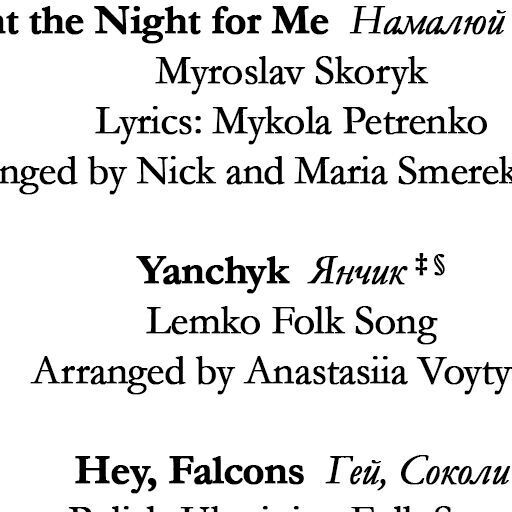 nt the Night for Me Намалюй
Myroslav Skoryk
Lyrics: Mykola Petrenko
nged by Nick and Maria Smerek
Yanchyk Янчик ‡ §
Lemko Folk Song
Arranged by Anastasiia Voyty
Hey, Falcons Гей, Соколи